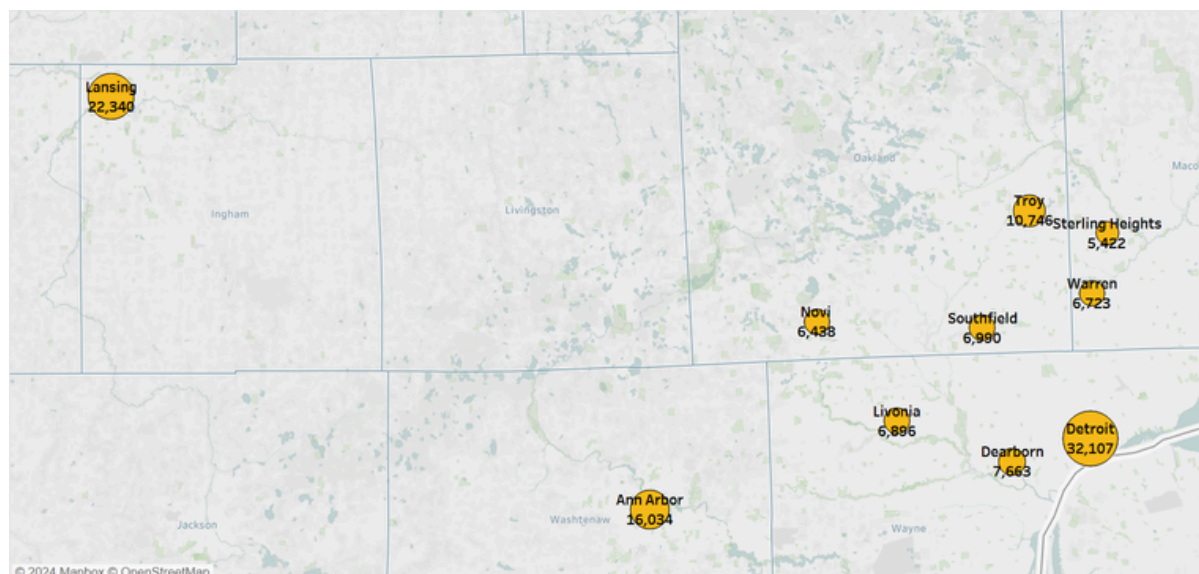 Lansing
22,340
Oakland
Maco
Ingham
Livingston
Troy
10,746
Sterling Heights
5,422
Warren
6,723
Novi
6,438
Southfield
6,990
Livonia
6,896
Detroit
32,107
Dearborn
7,663
Ann Arbor
16,034
Washtenaw
Jackson
Wayne
© 2024 Mapbox © OpenStreetMap